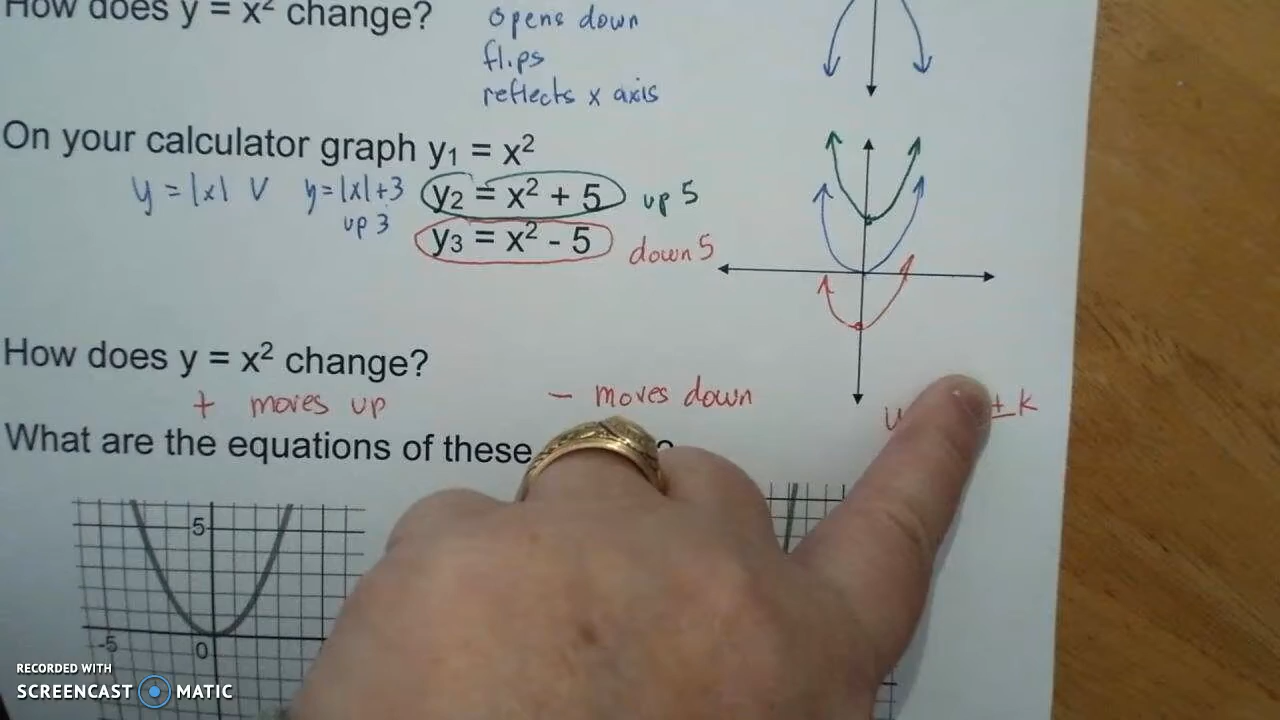 How does y = x² change?
opens down
flips
reflects x axis
On your calculator graph y₁ = x²
y = |x| V y = |x| + 3 y₂ = x² + 5 up 5
up 3
y₃ = x² - 5 down 5
How does y = x² change?
+ moves up - moves down
± K
What are the equations of these
5
-5
0
RECORDED WITH
SCREENCAST MATIC